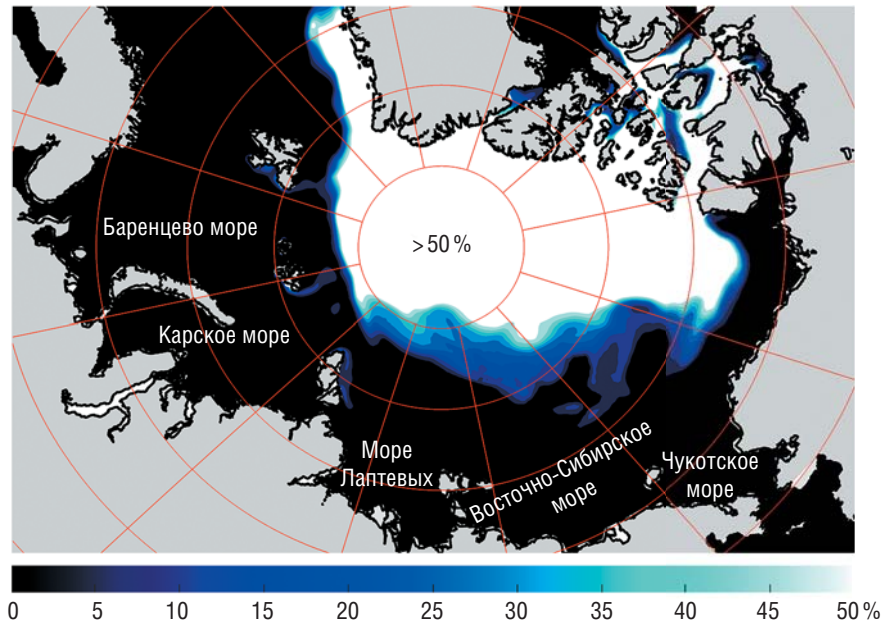 Баренцево море
> 50 %
Карское море
Море
Лаптевых
Восточно-Сибирское
море
Чукотское
море
0 5 10 15 20 25 30 35 40 45 50 %